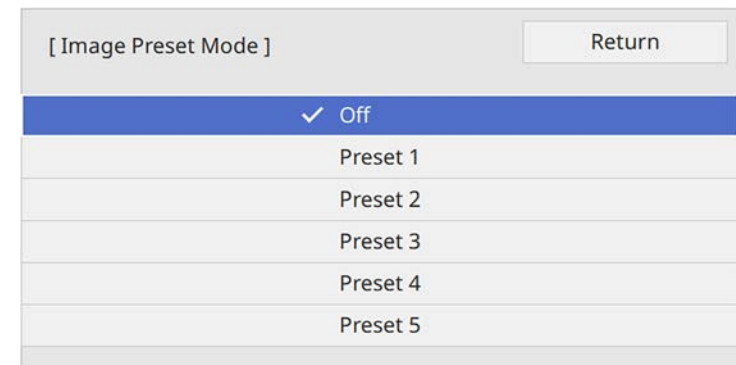 [ Image Preset Mode ] Return
✓ Off
Preset 1
Preset 2
Preset 3
Preset 4
Preset 5